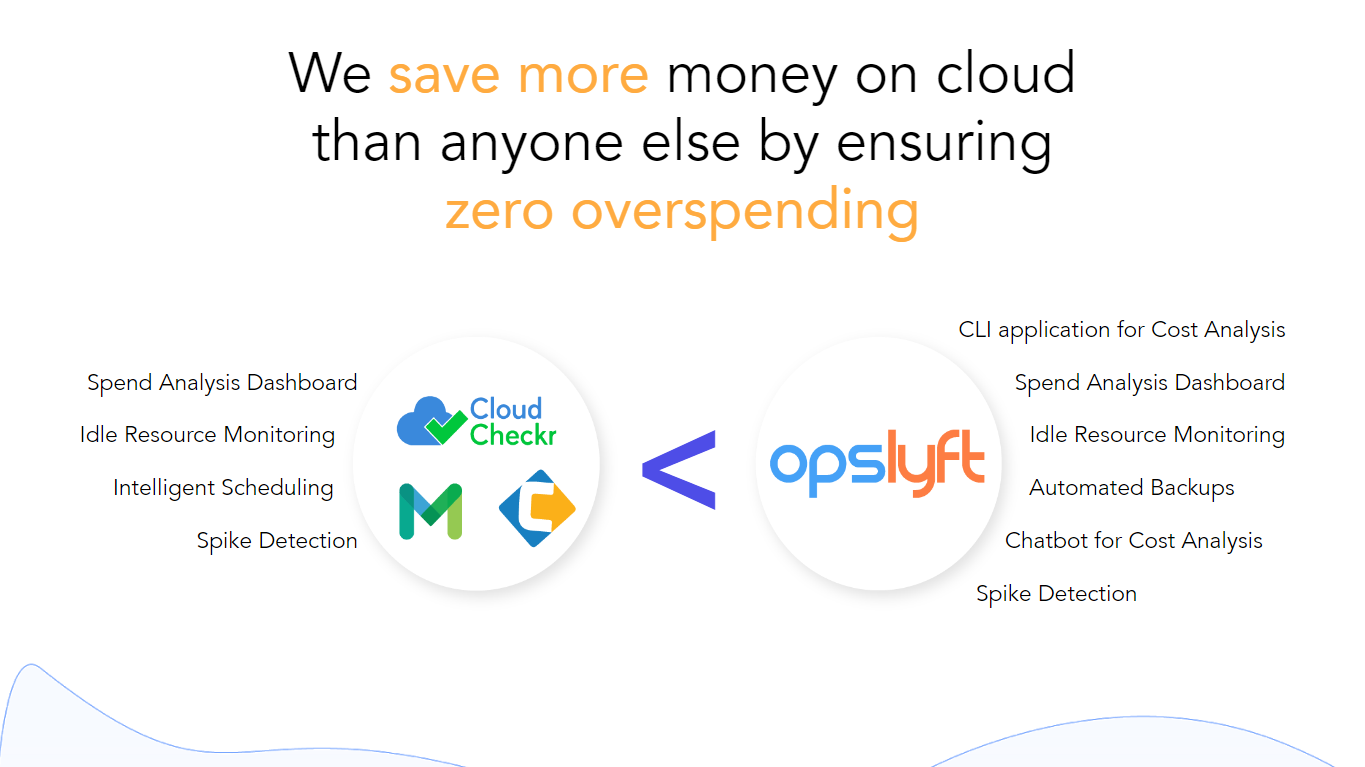 We save more money on cloud
than anyone else by ensuring
zero overspending
Spend Analysis Dashboard
Idle Resource Monitoring
Intelligent Scheduling
Spike Detection
Cloud
Checkr
<
opslyft
CLI application for Cost Analysis
Spend Analysis Dashboard
Idle Resource Monitoring
Automated Backups
Chatbot for Cost Analysis
Spike Detection